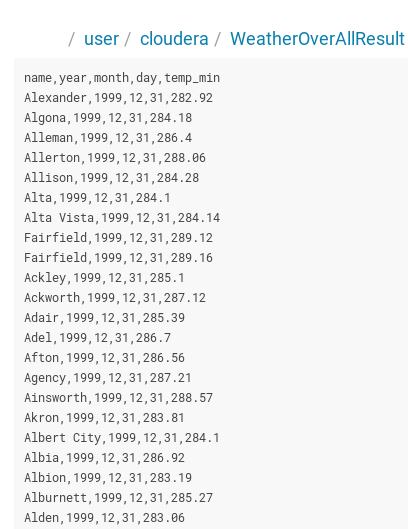 / user / cloudera / WeatherOverAllResult
name,year,month,day,temp_min
Alexander,1999,12,31,282.92
Algona,1999,12,31,284.18
Alleman,1999,12,31,286.4
Allerton,1999,12,31,288.06
Allison,1999,12,31,284.28
Alta,1999,12,31,284.1
Alta Vista,1999,12,31,284.14
Fairfield,1999,12,31,289.12
Fairfield,1999,12,31,289.16
Ackley,1999,12,31,285.1
Ackworth,1999,12,31,287.12
Adair,1999,12,31,285.39
Adel,1999,12,31,286.7
Afton,1999,12,31,286.56
Agency,1999,12,31,287.21
Ainsworth,1999,12,31,288.57
Akron,1999,12,31,283.81
Albert City,1999,12,31,284.1
Albia,1999,12,31,286.92
Albion,1999,12,31,283.19
Alburnett,1999,12,31,285.27
Alden,1999,12,31,283.06